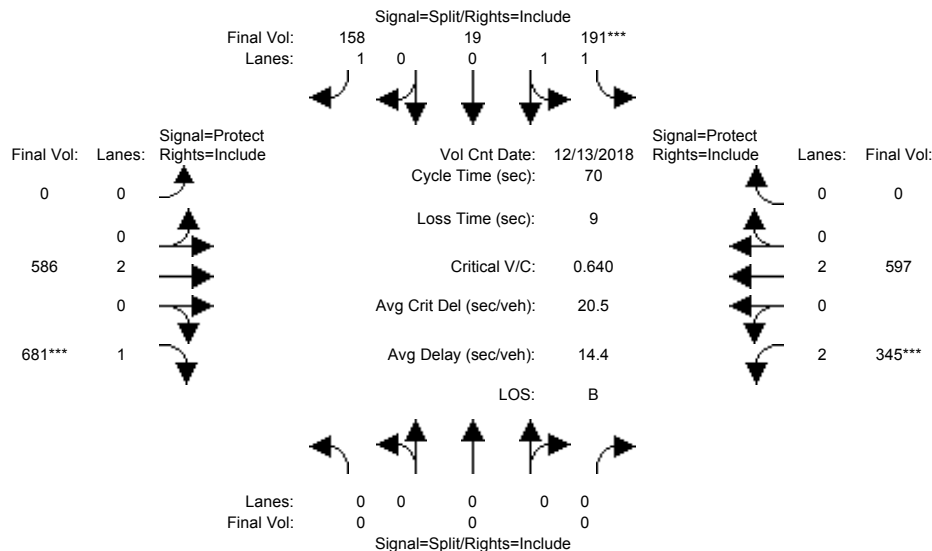 Signal=Split/Rights=Include
Final Vol: 158 19 191***
Lanes: 1 0 0 1 1
Signal=Protect Signal=Protect
Final Vol: Lanes: Rights=Include Vol Cnt Date: 12/13/2018 Rights=Include Lanes: Final Vol:
Cycle Time (sec): 70
0 0 0 0
Loss Time (sec): 9
0 0
586 2 Critical V/C: 0.640 2 597
0 Avg Crit Del (sec/veh): 20.5 0
681*** 1 Avg Delay (sec/veh): 14.4 2 345***
LOS: B
Lanes: 0 0 0 0 0
Final Vol: 0 0 0
Signal=Split/Rights=Include